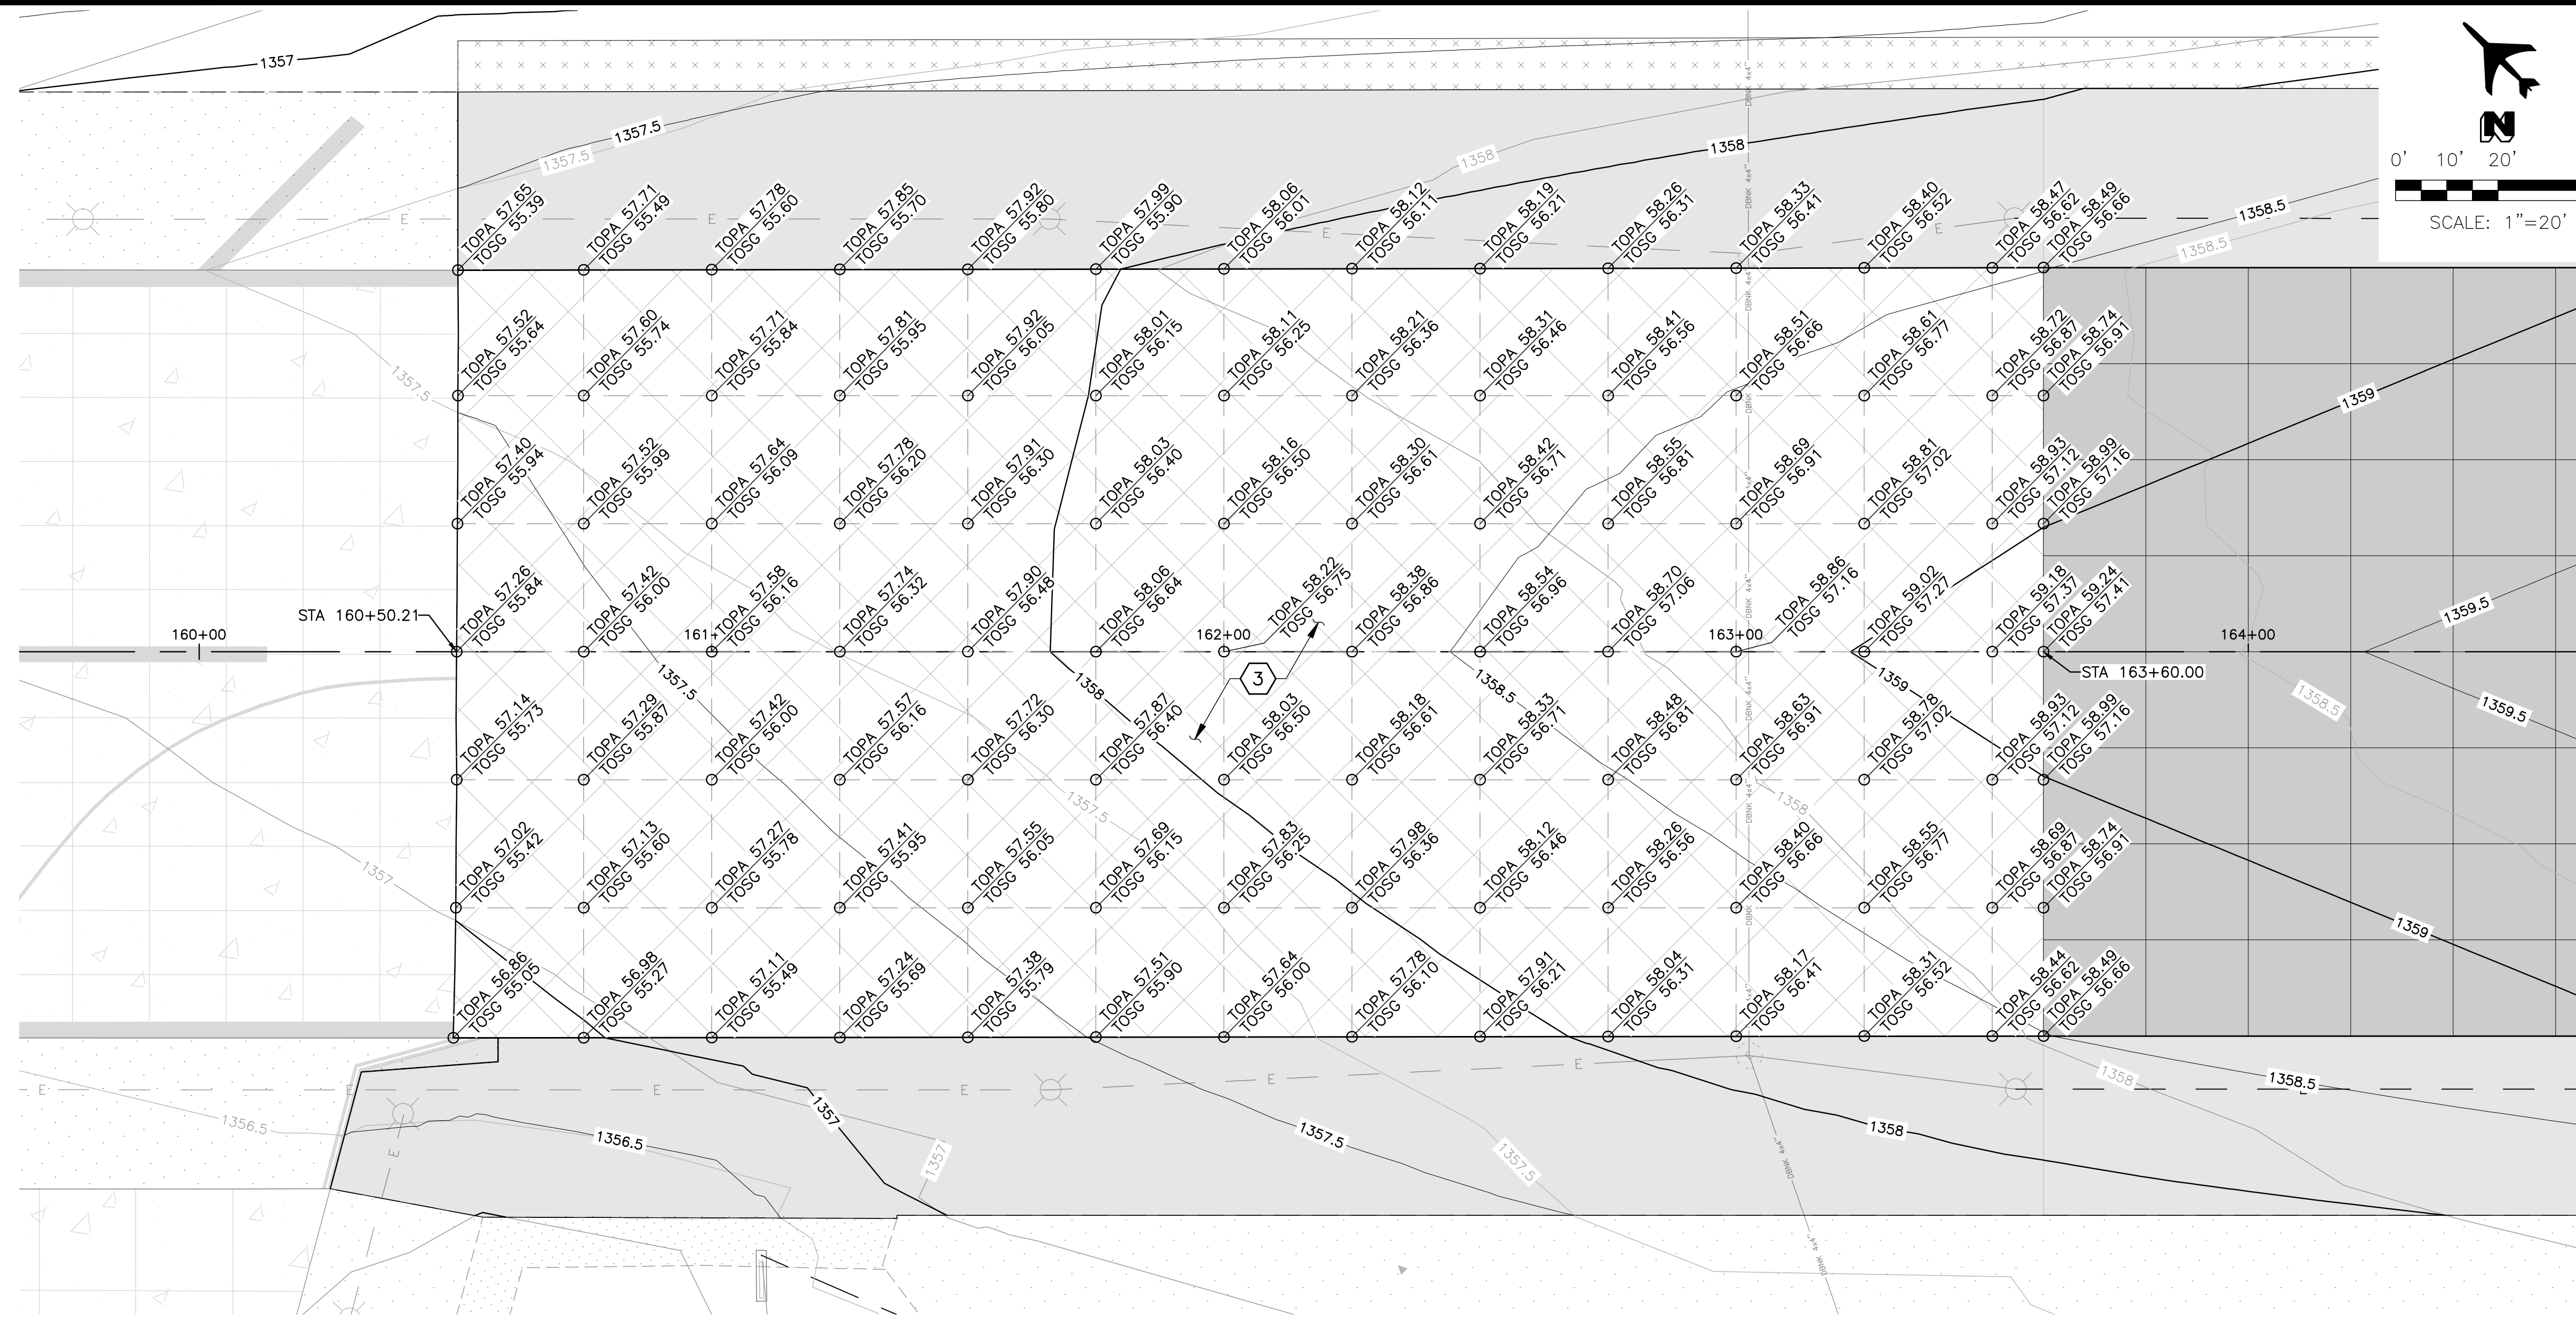 1357
1357.5
1357.5
1358
1358
1358.5
1358.5
N
0' 10' 20'
SCALE: 1"=20'
E E E E
DBNK 4x4"
TOPA 57.65
TOSG 55.39
TOPA 57.71
TOSG 55.49
TOPA 57.78
TOSG 55.60
TOPA 57.85
TOSG 55.70
TOPA 57.92
TOSG 55.80
TOPA 57.99
TOSG 55.90
TOPA 58.06
TOSG 56.01
TOPA 58.12
TOSG 56.11
TOPA 58.19
TOSG 56.21
TOPA 58.26
TOSG 56.31
TOPA 58.33
TOSG 56.41
TOPA 58.40
TOSG 56.52
TOPA 58.47
TOSG 56.62
TOPA 58.49
TOSG 56.66
1357.5
TOPA 57.52
TOSG 55.64
TOPA 57.60
TOSG 55.74
TOPA 57.71
TOSG 55.84
TOPA 57.81
TOSG 55.95
TOPA 57.92
TOSG 56.05
TOPA 58.01
TOSG 56.15
TOPA 58.11
TOSG 56.25
TOPA 58.21
TOSG 56.36
TOPA 58.31
TOSG 56.46
TOPA 58.41
TOSG 56.56
TOPA 58.51
TOSG 56.66
TOPA 58.61
TOSG 56.77
TOPA 58.72
TOSG 56.87
TOPA 58.74
TOSG 56.91
1359
TOPA 57.40
TOSG 55.94
TOPA 57.52
TOSG 55.99
TOPA 57.64
TOSG 56.09
TOPA 57.78
TOSG 56.20
TOPA 57.91
TOSG 56.30
TOPA 58.03
TOSG 56.40
TOPA 58.16
TOSG 56.50
TOPA 58.30
TOSG 56.61
TOPA 58.42
TOSG 56.71
TOPA 58.55
TOSG 56.81
TOPA 58.69
TOSG 56.91
TOPA 58.81
TOSG 57.02
TOPA 58.93
TOSG 57.12
TOPA 58.99
TOSG 57.16
STA 160+50.21
160+00
161+
162+00
163+00
164+00
STA 163+60.00
TOPA 57.26
TOSG 55.84
TOPA 57.42
TOSG 56.00
TOPA 57.58
TOSG 56.16
TOPA 57.74
TOSG 56.32
TOPA 57.90
TOSG 56.48
TOPA 58.06
TOSG 56.64
TOPA 58.22
TOSG 56.75
TOPA 58.38
TOSG 56.86
TOPA 58.54
TOSG 56.96
TOPA 58.70
TOSG 57.06
TOPA 58.86
TOSG 57.16
TOPA 59.02
TOSG 57.27
TOPA 59.18
TOSG 57.37
TOPA 59.24
TOSG 57.41
1359.5
1357.5
1358
3
1358.5
1359
1358.5
1359.5
TOPA 57.14
TOSG 55.73
TOPA 57.29
TOSG 55.87
TOPA 57.42
TOSG 56.00
TOPA 57.57
TOSG 56.16
TOPA 57.72
TOSG 56.30
TOPA 57.87
TOSG 56.40
TOPA 58.03
TOSG 56.50
TOPA 58.18
TOSG 56.61
TOPA 58.33
TOSG 56.71
TOPA 58.48
TOSG 56.81
TOPA 58.63
TOSG 56.91
TOPA 58.78
TOSG 57.02
TOPA 58.93
TOSG 57.12
TOPA 58.99
TOSG 57.16
1357.5
1358
1357
TOPA 57.02
TOSG 55.42
TOPA 57.13
TOSG 55.60
TOPA 57.27
TOSG 55.78
TOPA 57.41
TOSG 55.95
TOPA 57.55
TOSG 56.05
TOPA 57.69
TOSG 56.15
TOPA 57.83
TOSG 56.25
TOPA 57.98
TOSG 56.36
TOPA 58.12
TOSG 56.46
TOPA 58.26
TOSG 56.56
TOPA 58.40
TOSG 56.66
TOPA 58.55
TOSG 56.77
TOPA 58.69
TOSG 56.87
TOPA 58.74
TOSG 56.91
1359
TOPA 56.86
TOSG 55.05
TOPA 56.98
TOSG 55.27
TOPA 57.11
TOSG 55.49
TOPA 57.24
TOSG 55.69
TOPA 57.38
TOSG 55.79
TOPA 57.51
TOSG 55.90
TOPA 57.64
TOSG 56.00
TOPA 57.78
TOSG 56.10
TOPA 57.91
TOSG 56.21
TOPA 58.04
TOSG 56.31
TOPA 58.17
TOSG 56.41
TOPA 58.31
TOSG 56.52
TOPA 58.44
TOSG 56.62
TOPA 58.49
TOSG 56.66
E E E E E E
1358
1358.5
1356.5
1357
1356.5
E
1357
1357.5
1357.5
1358
DBNK 4x4"
DBNK 4x4"